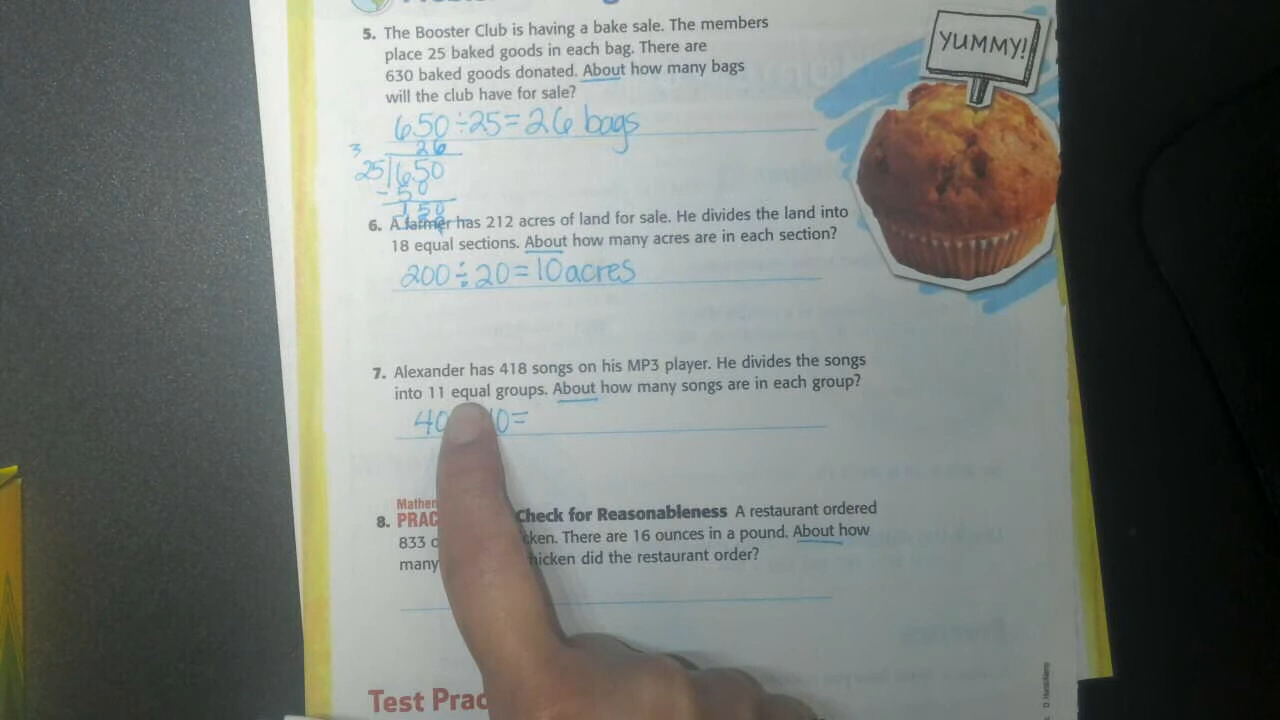 5. The Booster Club is having a bake sale. The members
place 25 baked goods in each bag. There are
630 baked goods donated. About how many bags
will the club have for sale?
YUMMY!
650 ÷ 25 = 26 bags
3 26
25 650
- 50
150
6. A farmer has 212 acres of land for sale. He divides the land into
18 equal sections. About how many acres are in each section?
200 ÷ 20 = 10 acres
7. Alexander has 418 songs on his MP3 player. He divides the songs
into 11 equal groups. About how many songs are in each group?
40 10 =
8. PRAC Check for Reasonableness A restaurant ordered
833 There are 16 ounces in a pound. About how
many did the restaurant order?
Test Prac